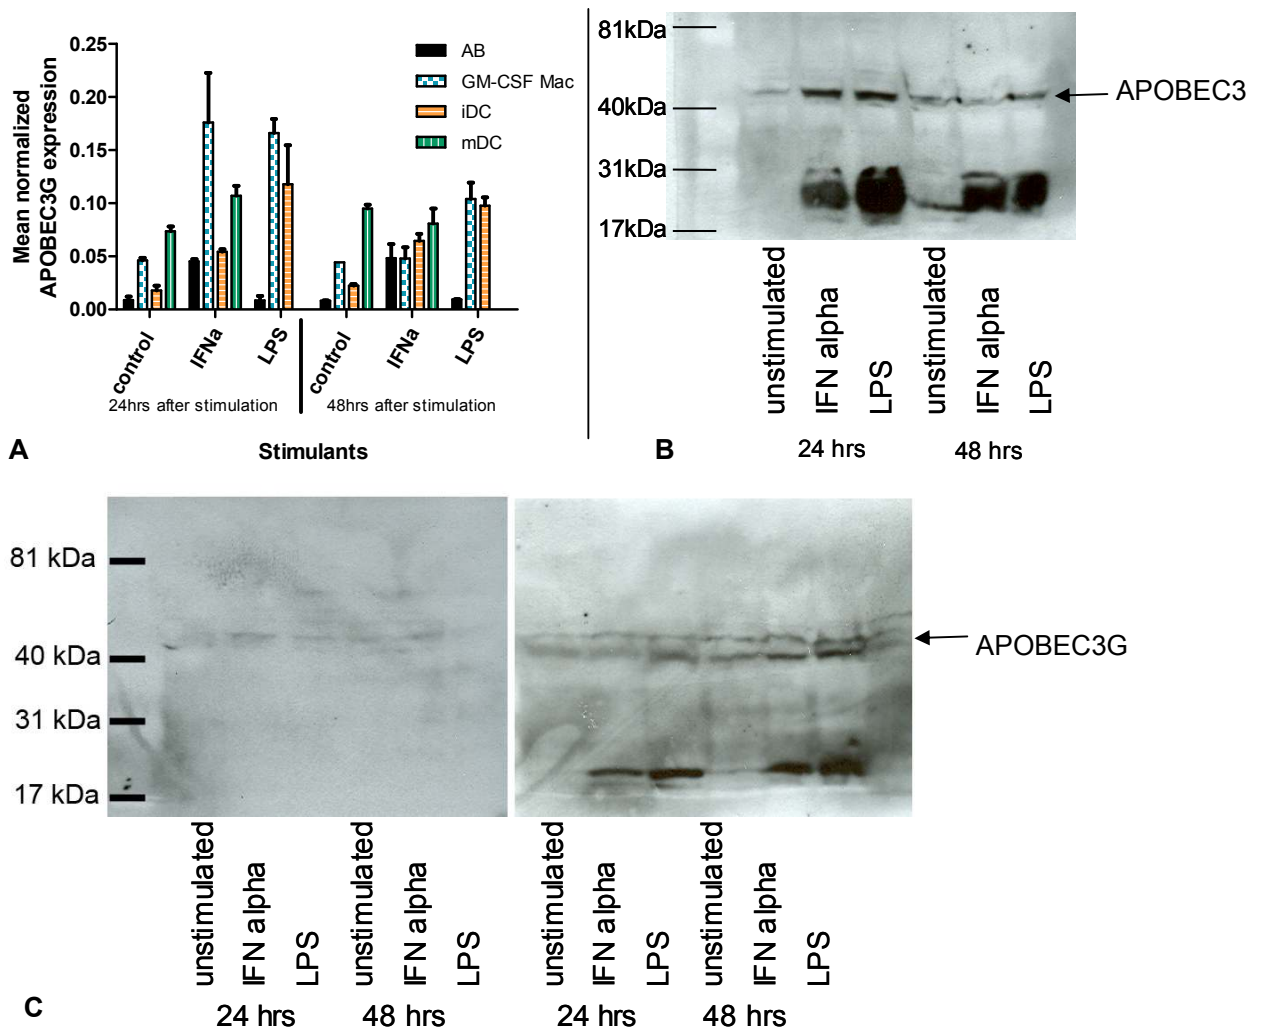 0.25
0.20
0.15
0.10
0.05
0.00
Mean normalized
APOBEC3G expression
AB
GM-CSF Mac
iDC
mDC
control
IFNa
LPS
control
IFNa
LPS
24hrs after stimulation
48hrs after stimulation
A
Stimulants
81kDa
40kDa
31kDa
17kDa
APOBEC3
unstimulated
IFN alpha
LPS
unstimulated
IFN alpha
LPS
B
24 hrs
48 hrs
81 kDa
40 kDa
31 kDa
17 kDa
APOBEC3G
unstimulated
IFN alpha
LPS
unstimulated
IFN alpha
LPS
unstimulated
IFN alpha
LPS
unstimulated
IFN alpha
LPS
C
24 hrs
48 hrs
24 hrs
48 hrs